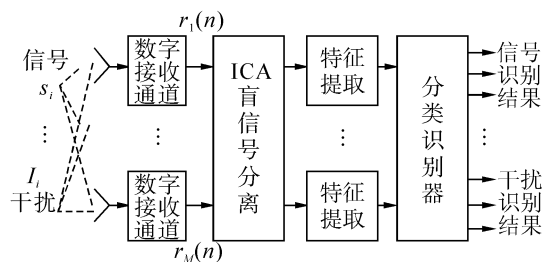 信号
s_i
⋮
I_i
干扰
数字
接收
通道
r_1(n)
⋮
数字
接收
通道
r_M(n)
ICA
盲
信
号
分
离
特征
提取
⋮
特征
提取
分
类
识
别
器
信号
识别
结果
⋮
干扰
识别
结果